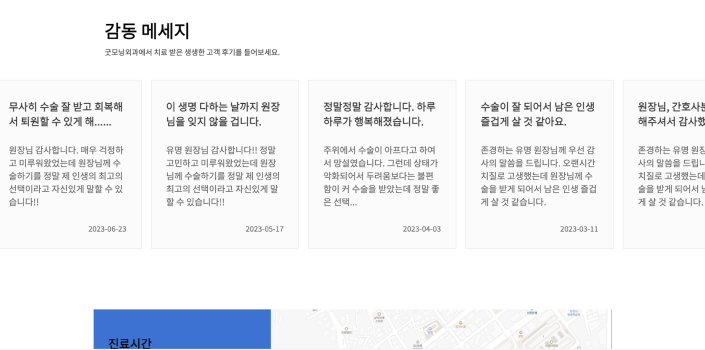 감동 메세지
굿모닝외과에서 치료 받은 생생한 고객 후기를 들어보세요.
무사히 수술 잘 받고 회복해
서 퇴원할 수 있게 해......
원장님 감사합니다. 매우 걱정하
고 미루워왔었는데 원장님께 수
술하기를 정말 제 인생의 최고의
선택이라고 자신있게 말할 수 있
습니다!!
2023-06-23
이 생명 다하는 날까지 원장
님을 잊지 않을 겁니다.
유명 원장님 감사합니다!! 정말
고민하고 미루워왔었는데 원장
님께 수술하기를 정말 제 인생의
최고의 선택이라고 자신있게 말
할 수 있습니다!!
2023-05-17
정말정말 감사합니다. 하루
하루가 행복해졌습니다.
주위에서 수술이 아프다고 하여
서 망설였습니다. 그런데 상태가
악화되어서 두려움보다는 불편
함이 커 수술을 받았는데 정말 좋
은 선택...
2023-04-03
수술이 잘 되어서 남은 인생
즐겁게 살 것 같아요.
존경하는 유명 원장님께 우선 감
사의 말씀을 드립니다. 오랜시간
치질로 고생했는데 원장님께 수
술을 받게 되어서 남은 인생 즐겁
게 살 것 같습니다.
2023-03-11
원장님, 간호사
해주셔서 감사
존경하는 유명 원
사의 말씀을 드립니
치질로 고생했는데
술을 받게 되어서
게 살 것 같습니다.
진료시간